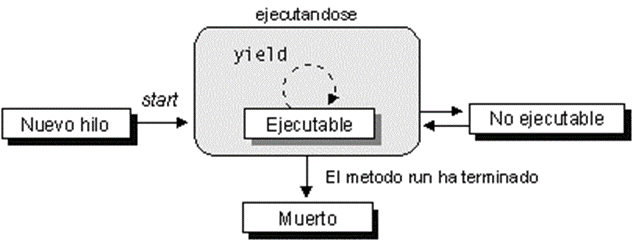 ejecutandose
yield
start
Nuevo hilo
Ejecutable
No ejecutable
El metodo run ha terminado
Muerto